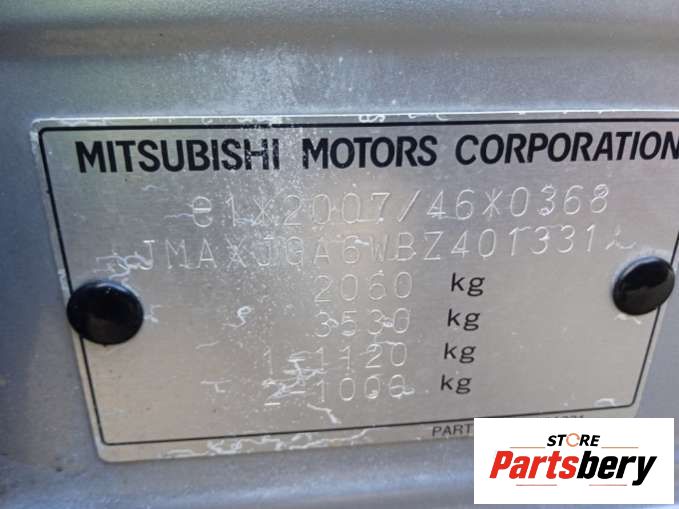 MITSUBISHI MOTORS CORPORATION
e1*2007/46*0368
JMAXJGA6WBZ401331
2060 kg
3530 kg
1-1120 kg
2-1000 kg
PART
STORE
Partsbery